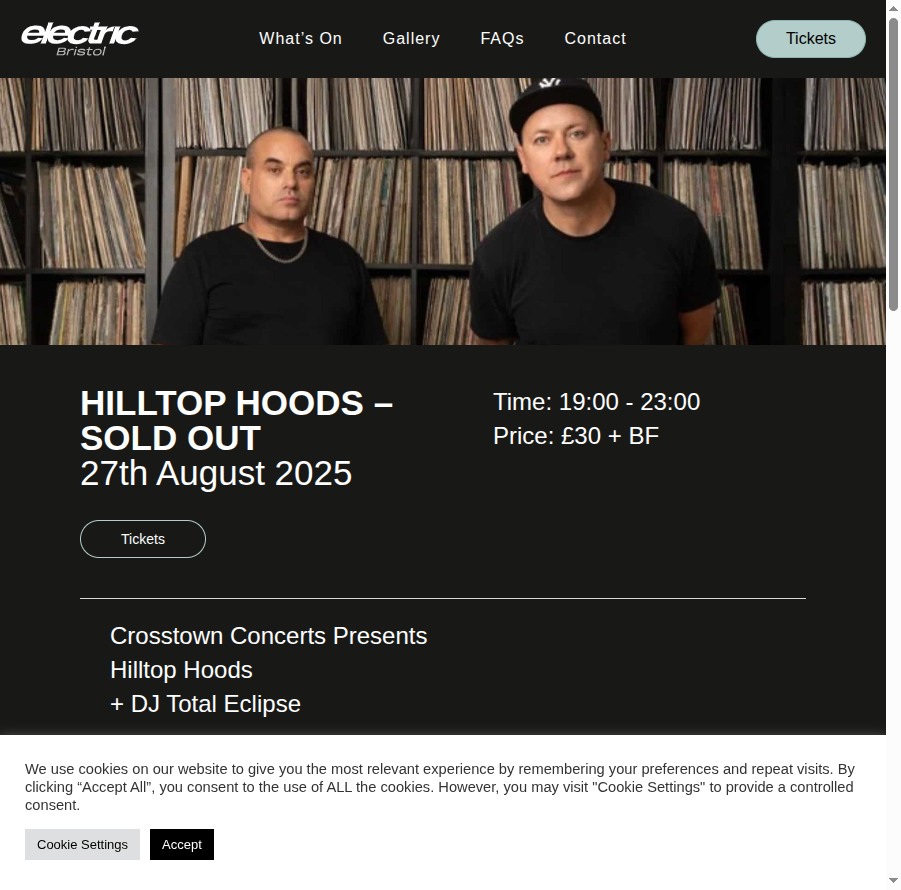 electric
Bristol
What’s On
Gallery
FAQs
Contact
Tickets
HILLTOP HOODS –
SOLD OUT
27th August 2025
Time: 19:00 - 23:00
Price: £30 + BF
Tickets
Crosstown Concerts Presents
Hilltop Hoods
+ DJ Total Eclipse
We use cookies on our website to give you the most relevant experience by remembering your preferences and repeat visits. By
clicking “Accept All”, you consent to the use of ALL the cookies. However, you may visit "Cookie Settings" to provide a controlled
consent.
Cookie Settings
Accept